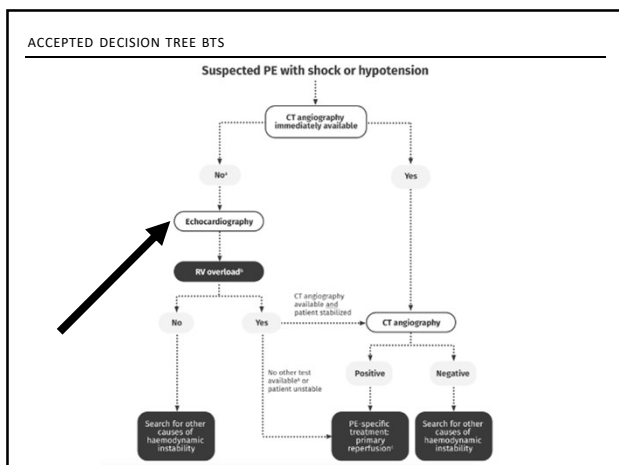 ACCEPTED DECISION TREE BTS
Suspected PE with shock or hypotension
CT angiography
immediately available
Noᵃ
Yes
Echocardiography
RV overloadᵇ
No
Yes
CT angiography
available and
patient stabilized
CT angiography
No other test
availableᵇ or
patient unstable
Positive
Negative
Search for other
causes of
haemodynamic
instability
PE-specific
treatment:
primary
reperfusionᶜ
Search for other
causes of
haemodynamic
instability